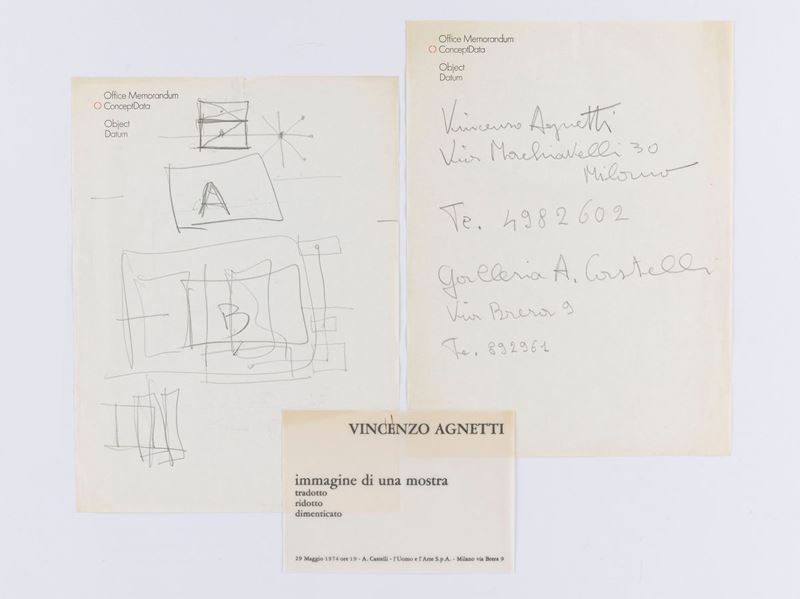 Office Memorandum
ConceptData
Object
Datum
A
B
Office Memorandum
ConceptData
Object
Datum
Vincenzo Agnetti
Via Machiavelli 30
Milano
Te. 4982602
Galleria A. Castelli
Via Brera 9
Te. 892961
VINCENZO AGNETTI
immagine di una mostra
tradotto
ridotto
dimenticato
29 Maggio 1974 ore 19 - A. Castelli - l'Uomo e l'Arte S.p.A. - Milano via Brera 9